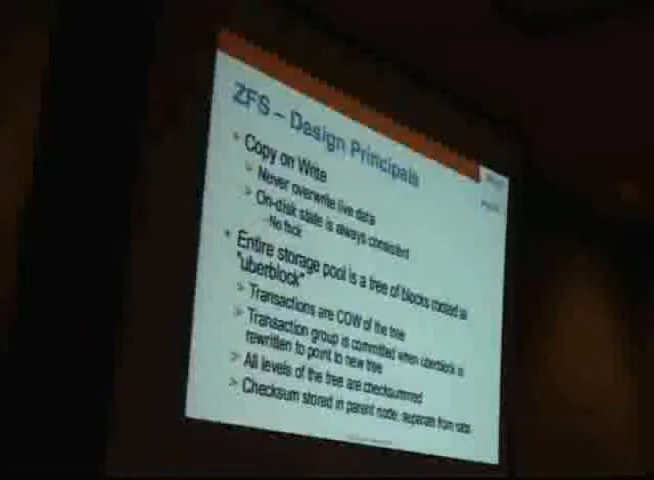 ZFS – Design Principals
Copy on Write
> Never overwrite live data
> On-disk state is always consistent
- No fsck
Entire storage pool is a tree of blocks rooted at
"uberblock"
> Transactions are COW of the tree
> Transaction group is committed when uberblock is
rewritten to point to new tree
> All levels of the tree are checksummed
> Checksum stored in parent node, separate from